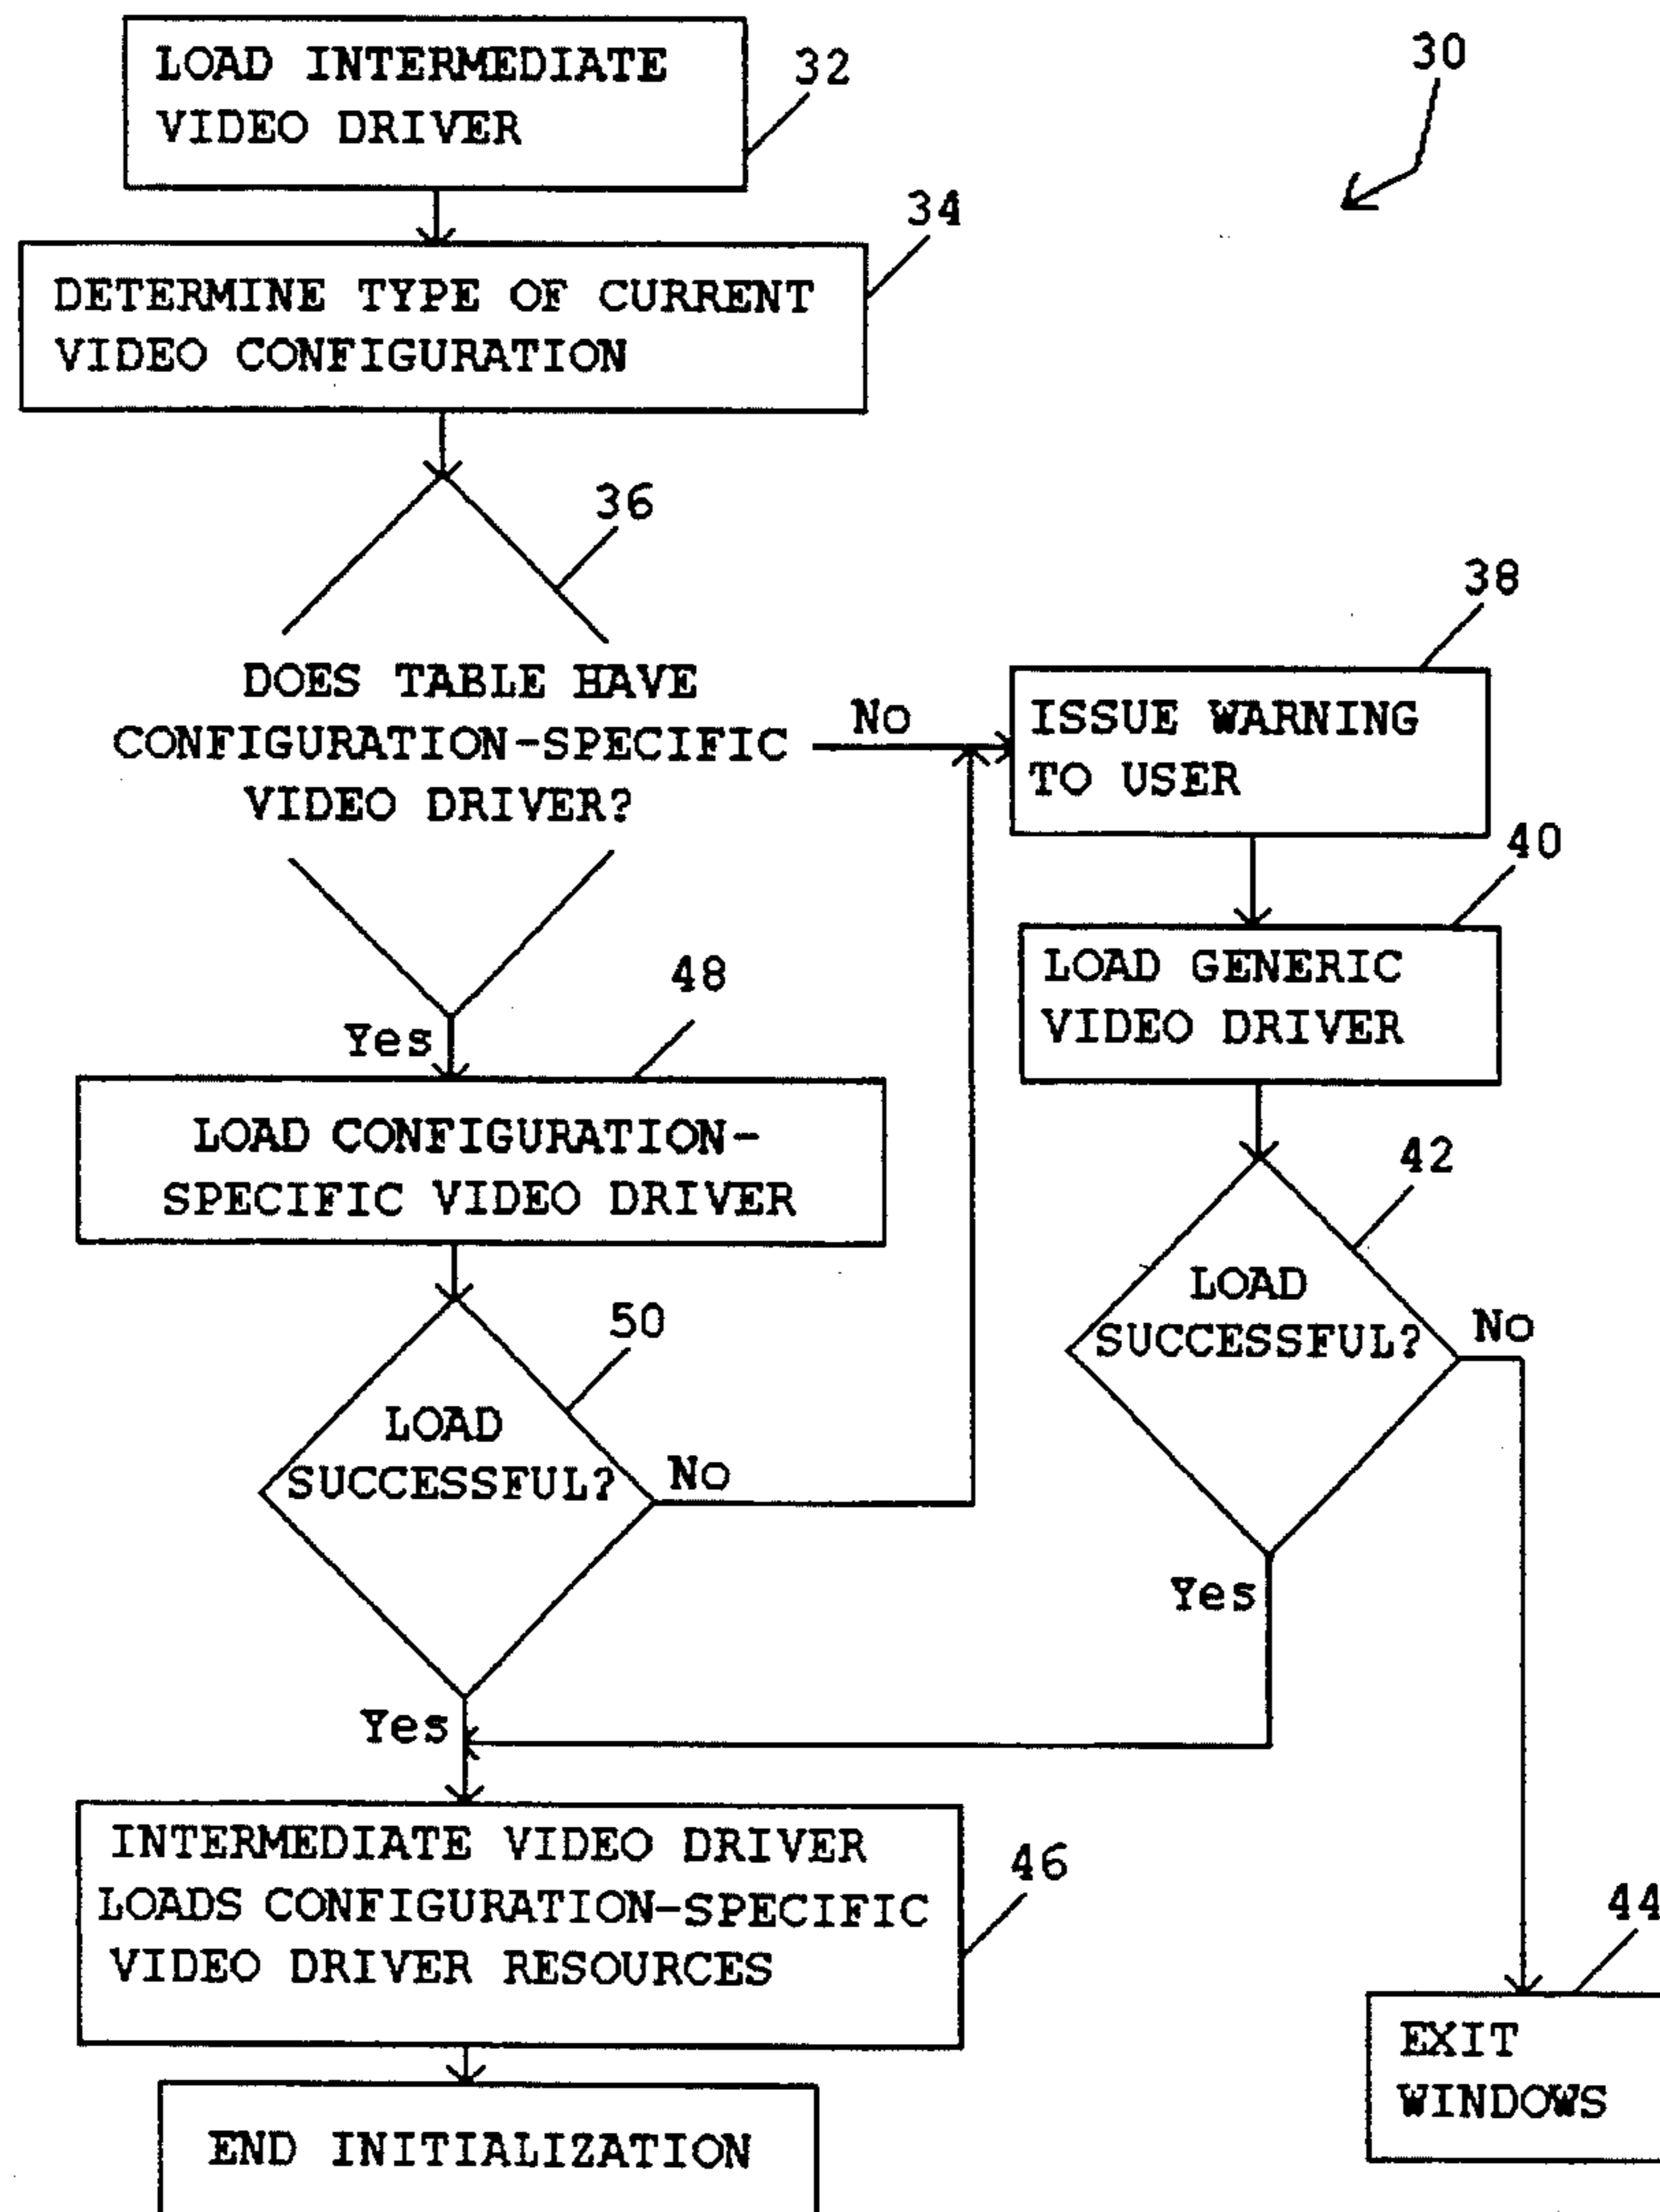 LOAD INTERMEDIATE
VIDEO DRIVER
32
30
DETERMINE TYPE OF CURRENT
VIDEO CONFIGURATION
34
36
DOES TABLE HAVE
CONFIGURATION-SPECIFIC
VIDEO DRIVER?
No
38
ISSUE WARNING
TO USER
40
LOAD GENERIC
VIDEO DRIVER
Yes
48
LOAD CONFIGURATION-
SPECIFIC VIDEO DRIVER
42
LOAD
SUCCESSFUL?
No
Yes
50
LOAD
SUCCESSFUL?
No
Yes
INTERMEDIATE VIDEO DRIVER
LOADS CONFIGURATION-SPECIFIC
VIDEO DRIVER RESOURCES
46
44
EXIT
WINDOWS
END INITIALIZATION